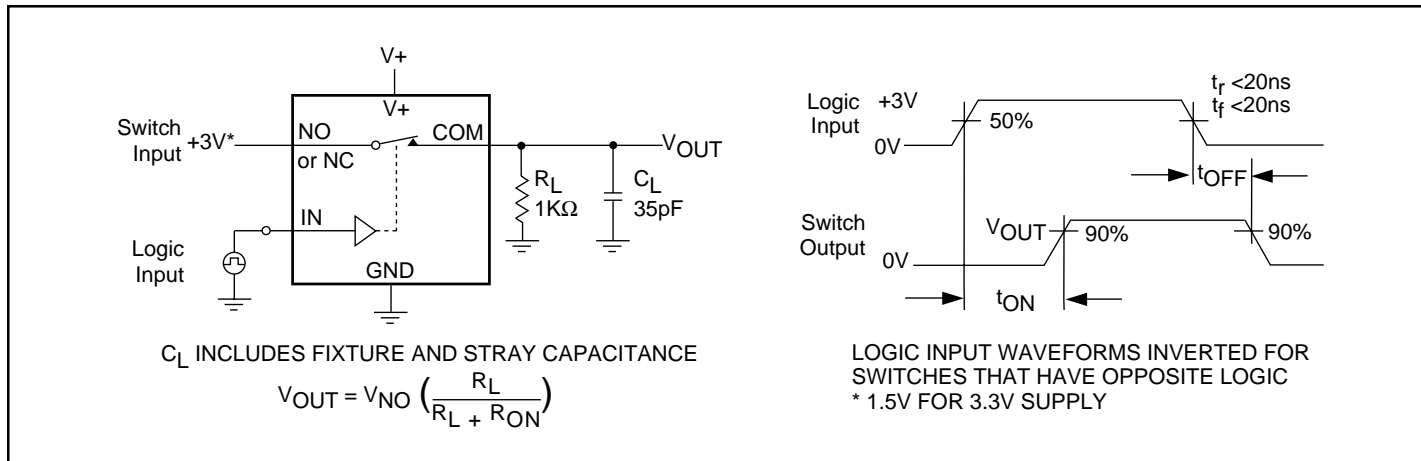 V+
V+
Switch Input +3V*
NO
or NC
COM
VOUT
RL
1KΩ
CL
35pF
IN
Logic Input
GND
CL INCLUDES FIXTURE AND STRAY CAPACITANCE
VOUT = VNO (RL / RL + RON)
Logic Input
+3V
0V
50%
tr <20ns
tf <20ns
tOFF
Switch Output
VOUT
0V
90%
90%
tON
LOGIC INPUT WAVEFORMS INVERTED FOR
SWITCHES THAT HAVE OPPOSITE LOGIC
* 1.5V FOR 3.3V SUPPLY